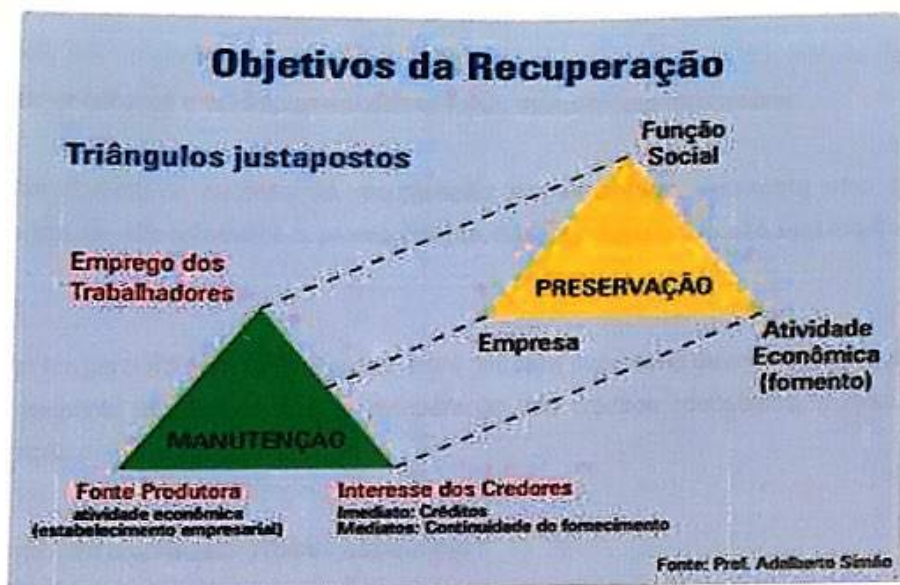 Objetivos da Recuperação
Triângulos justapostos
Função
Social
Emprego dos
Trabalhadores
PRESERVAÇÃO
Empresa
Atividade
Econômica
(fomento)
MANUTENÇÃO
Fonte Produtora
atividade econômica
(estabelecimento empresarial)
Interesse dos Credores
Imediato: Créditos
Mediatos: Continuidade do fornecimento
Fonte: Prof. Adalberto Simão